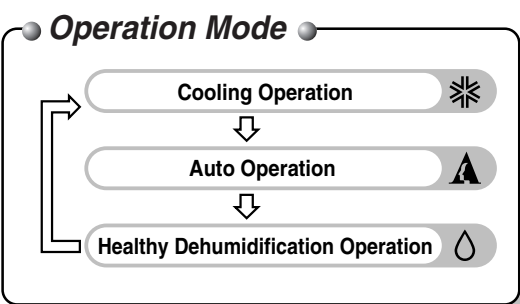 Operation Mode
Cooling Operation
Auto Operation
Healthy Dehumidification Operation